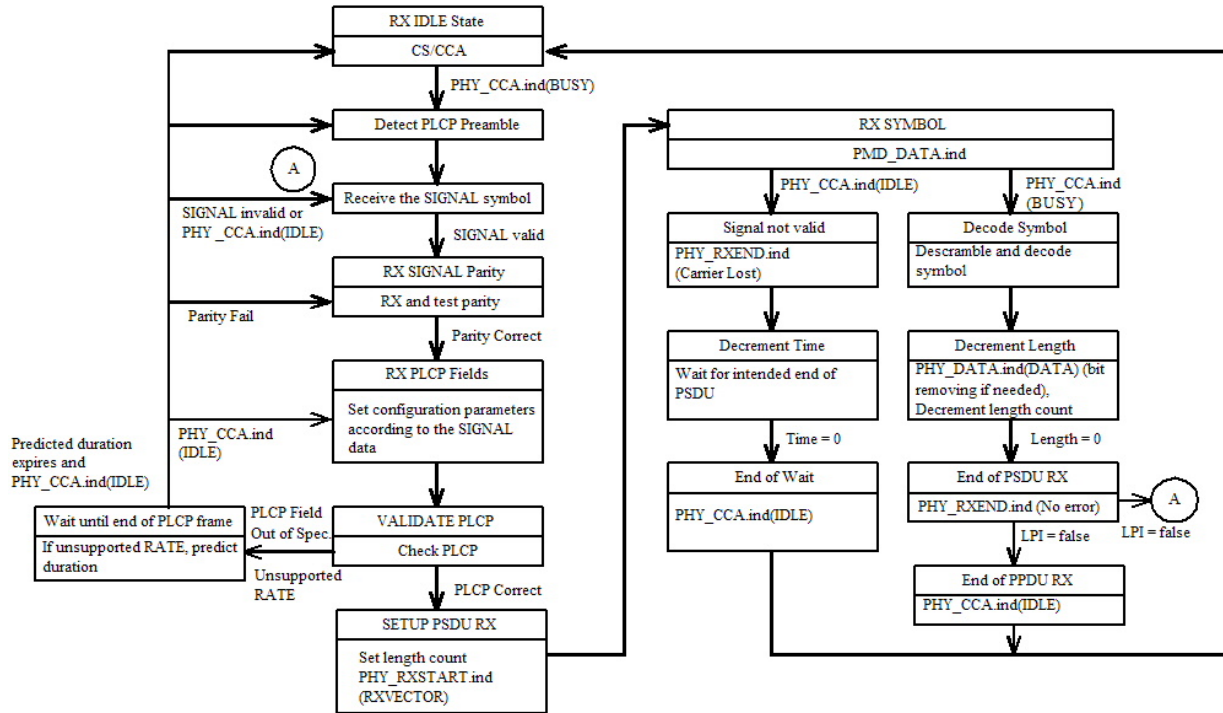 RX IDLE State
CS/CCA
PHY_CCA.ind(BUSY)
Detect PLCP Preamble
A
Receive the SIGNAL symbol
SIGNAL invalid or
PHY _CCA.ind(IDLE)
SIGNAL valid
RX SIGNAL Parity
RX and test parity
Parity Fail
Parity Correct
RX PLCP Fields
Set configuration parameters
according to the SIGNAL
data
PHY_CCA.ind
(IDLE)
Predicted duration
expires and
PHY_CCA.ind(IDLE)
Wait until end of PLCP frame
If unsupported RATE, predict
duration
PLCP Field
Out of Spec.
Unsupported
RATE
VALIDATE PLCP
Check PLCP
PLCP Correct
SETUP PSDU RX
Set length count
PHY_RXSTART.ind
(RXVECTOR)
RX SYMBOL
PMD_DATA.ind
PHY_CCA.ind(IDLE)
PHY_CCA.ind
(BUSY)
Signal not valid
PHY_RXEND.ind
(Carrier Lost)
Decrement Time
Wait for intended end of
PSDU
Time = 0
End of Wait
PHY_CCA.ind(IDLE)
Decode Symbol
Descramble and decode
symbol
Decrement Length
PHY_DATA.ind(DATA) (bit
removing if needed),
Decrement length count
Length = 0
End of PSDU RX
PHY_RXEND.ind (No error)
A
LPI = false
LPI = false
End of PPDU RX
PHY_CCA.ind(IDLE)